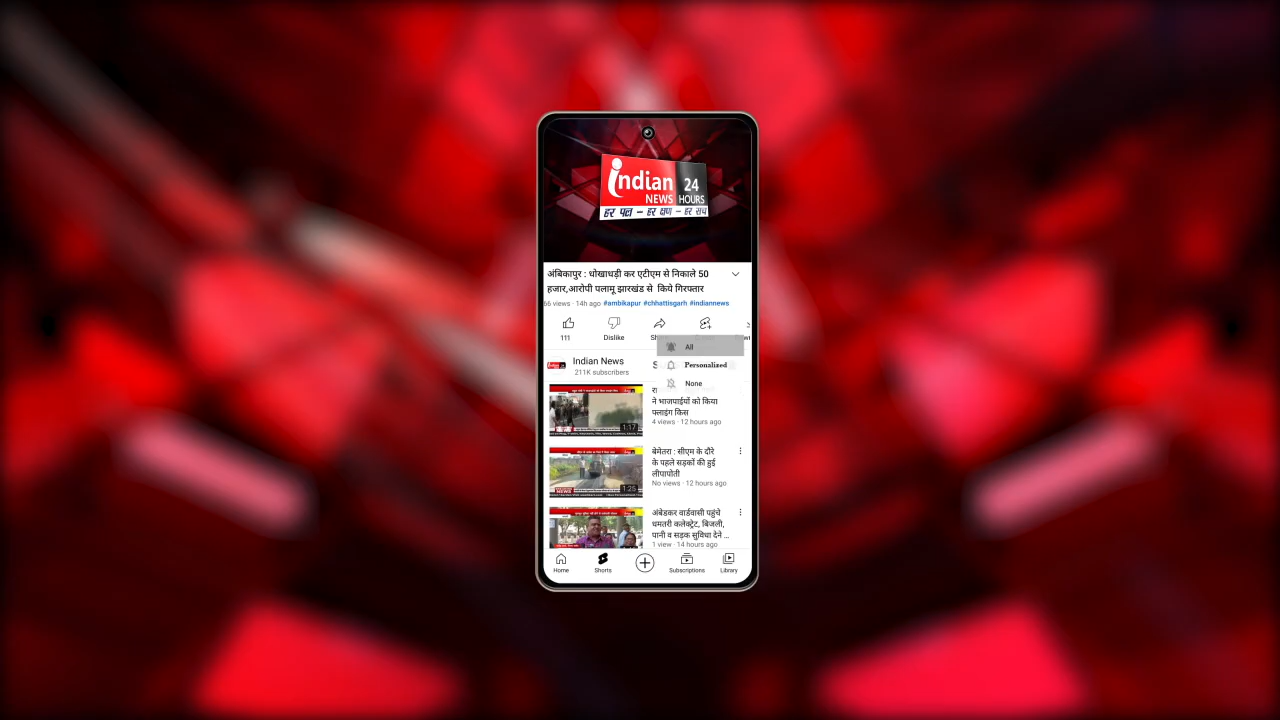 indian
24
NEWS
HOURS
हर पल – हर क्षण – हर सच
अंबिकापुर : धोखाधड़ी कर एटीएम से निकाले 50
हजार,आरोपी पलामू झारखंड से किये गिरफ्तार
66 views · 14h ago #ambikapur #chhattisgarh #indiannews
111
Dislike
All
Indian News
211K subscribers
Personalized
None
ने भाजपाईयों को किया
फ्लाइंग किस
4 views · 12 hours ago
1:17
बेमेतरा : सीएम के दौरे
के पहले सड़कों की हुई
लीपापोती
No views · 12 hours ago
1:25
अंबेडकर वार्डवासी पहुंचे
धमतरी कलेक्ट्रेट, बिजली,
पानी व सड़क सुविधा देने ...
1 view · 14 hours ago
Home
Shorts
Subscriptions
Library